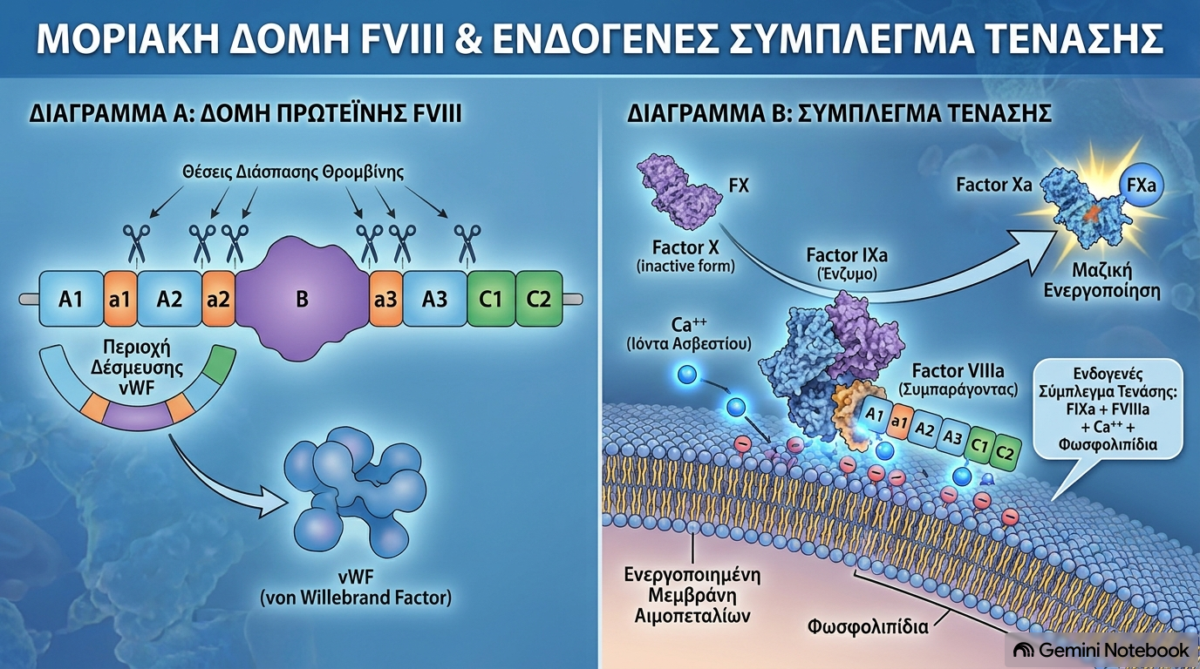 ΜΟΡΙΑΚΗ ΔΟΜΗ FVIII & ΕΝΔΟΓΕΝΕΣ ΣΥΜΠΛΕΓΜΑ ΤΕΝΑΣΗΣ
ΔΙΑΓΡΑΜΜΑ Α: ΔΟΜΗ ΠΡΩΤΕΪΝΗΣ FVIII
Θέσεις Διάσπασης Θρομβίνης
A1
a1
A2
a2
B
a3
A3
C1
C2
Περιοχή
Δέσμευσης
vWF
vWF
(von Willebrand Factor)
ΔΙΑΓΡΑΜΜΑ Β: ΣΥΜΠΛΕΓΜΑ ΤΕΝΑΣΗΣ
FX
Factor X
(inactive form)
Factor IXa
(Ένζυμο)
Factor Xa
FXa
Μαζική
Ενεργοποίηση
Ca⁺⁺
(Ιόντα Ασβεστίου)
Factor VIIIa
(Συμπαράγοντας)
A1
a1
A2
A3
C1
C2
Ενδογενές
Σύμπλεγμα Τενάσης:
FIXa + FVIIIa
+ Ca⁺⁺ +
Φωσφολιπίδια
Ενεργοποιημένη
Μεμβράνη
Αιμοπεταλίων
Φωσφολιπίδια
Gemini Notebook